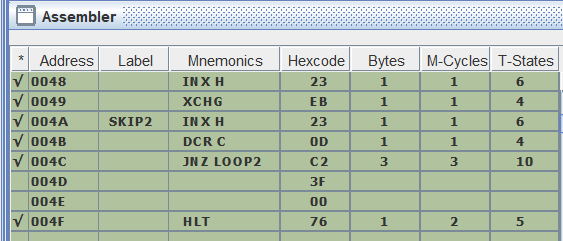 Assembler
* Address Label Mnemonics Hexcode Bytes M-Cycles T-States
√ 0048 INX H 23 1 1 6
√ 0049 XCHG EB 1 1 4
√ 004A SKIP2 INX H 23 1 1 6
√ 004B DCR C 0D 1 1 4
√ 004C JNZ LOOP2 C2 3 3 10
004D 3F
004E 00
√ 004F HLT 76 1 2 5